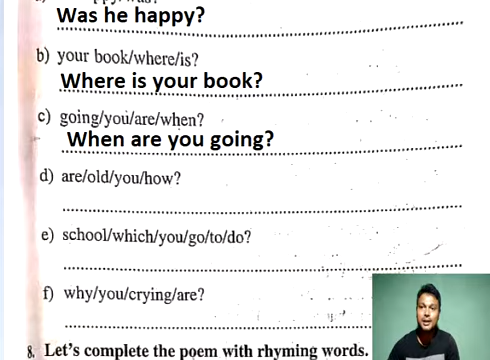 Was he happy?
b) your book/where/is?
Where is your book?
c) going/you/are/when?
When are you going?
d) are/old/you/how?
e) school/which/you/go/to/do?
f) why/you/crying/are?
8. Let's complete the poem with rhyming words.